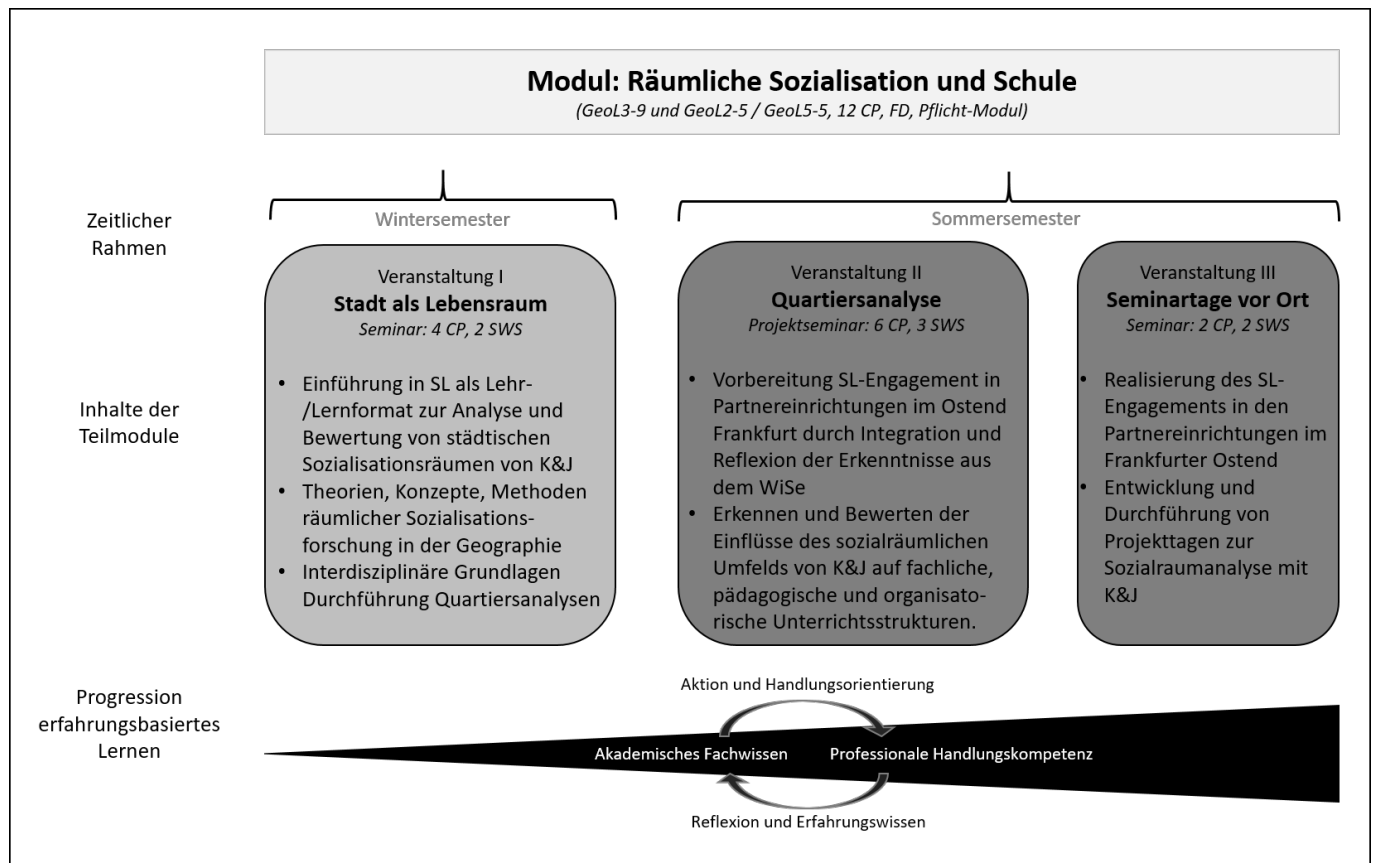 Modul: Räumliche Sozialisation und Schule
(GeoL3-9 und GeoL2-5 / GeoL5-5, 12 CP, FD, Pflicht-Modul)
Zeitlicher
Rahmen
Wintersemester
Sommersemester
Inhalte der
Teilmodule
Veranstaltung I
Stadt als Lebensraum
Seminar: 4 CP, 2 SWS
• Einführung in SL als Lehr-
/Lernformat zur Analyse und
Bewertung von städtischen
Sozialisationsräumen von K&J
• Theorien, Konzepte, Methoden
räumlicher Sozialisations-
forschung in der Geographie
• Interdisziplinäre Grundlagen
Durchführung Quartiersanalysen
Veranstaltung II
Quartiersanalyse
Projektseminar: 6 CP, 3 SWS
• Vorbereitung SL-Engagement in
Partnereinrichtungen im Ostend
Frankfurt durch Integration und
Reflexion der Erkenntnisse aus
dem WiSe
• Erkennen und Bewerten der
Einflüsse des sozialräumlichen
Umfelds von K&J auf fachliche,
pädagogische und organisato-
rische Unterrichtsstrukturen.
Veranstaltung III
Seminartage vor Ort
Seminar: 2 CP, 2 SWS
• Realisierung des SL-
Engagements in den
Partnereinrichtungen im
Frankfurter Ostend
• Entwicklung und
Durchführung von
Projekttagen zur
Sozialraumanalyse mit
K&J
Progression
erfahrungsbasiertes
Lernen
Aktion und Handlungsorientierung
Akademisches Fachwissen
Professionale Handlungskompetenz
Reflexion und Erfahrungswissen